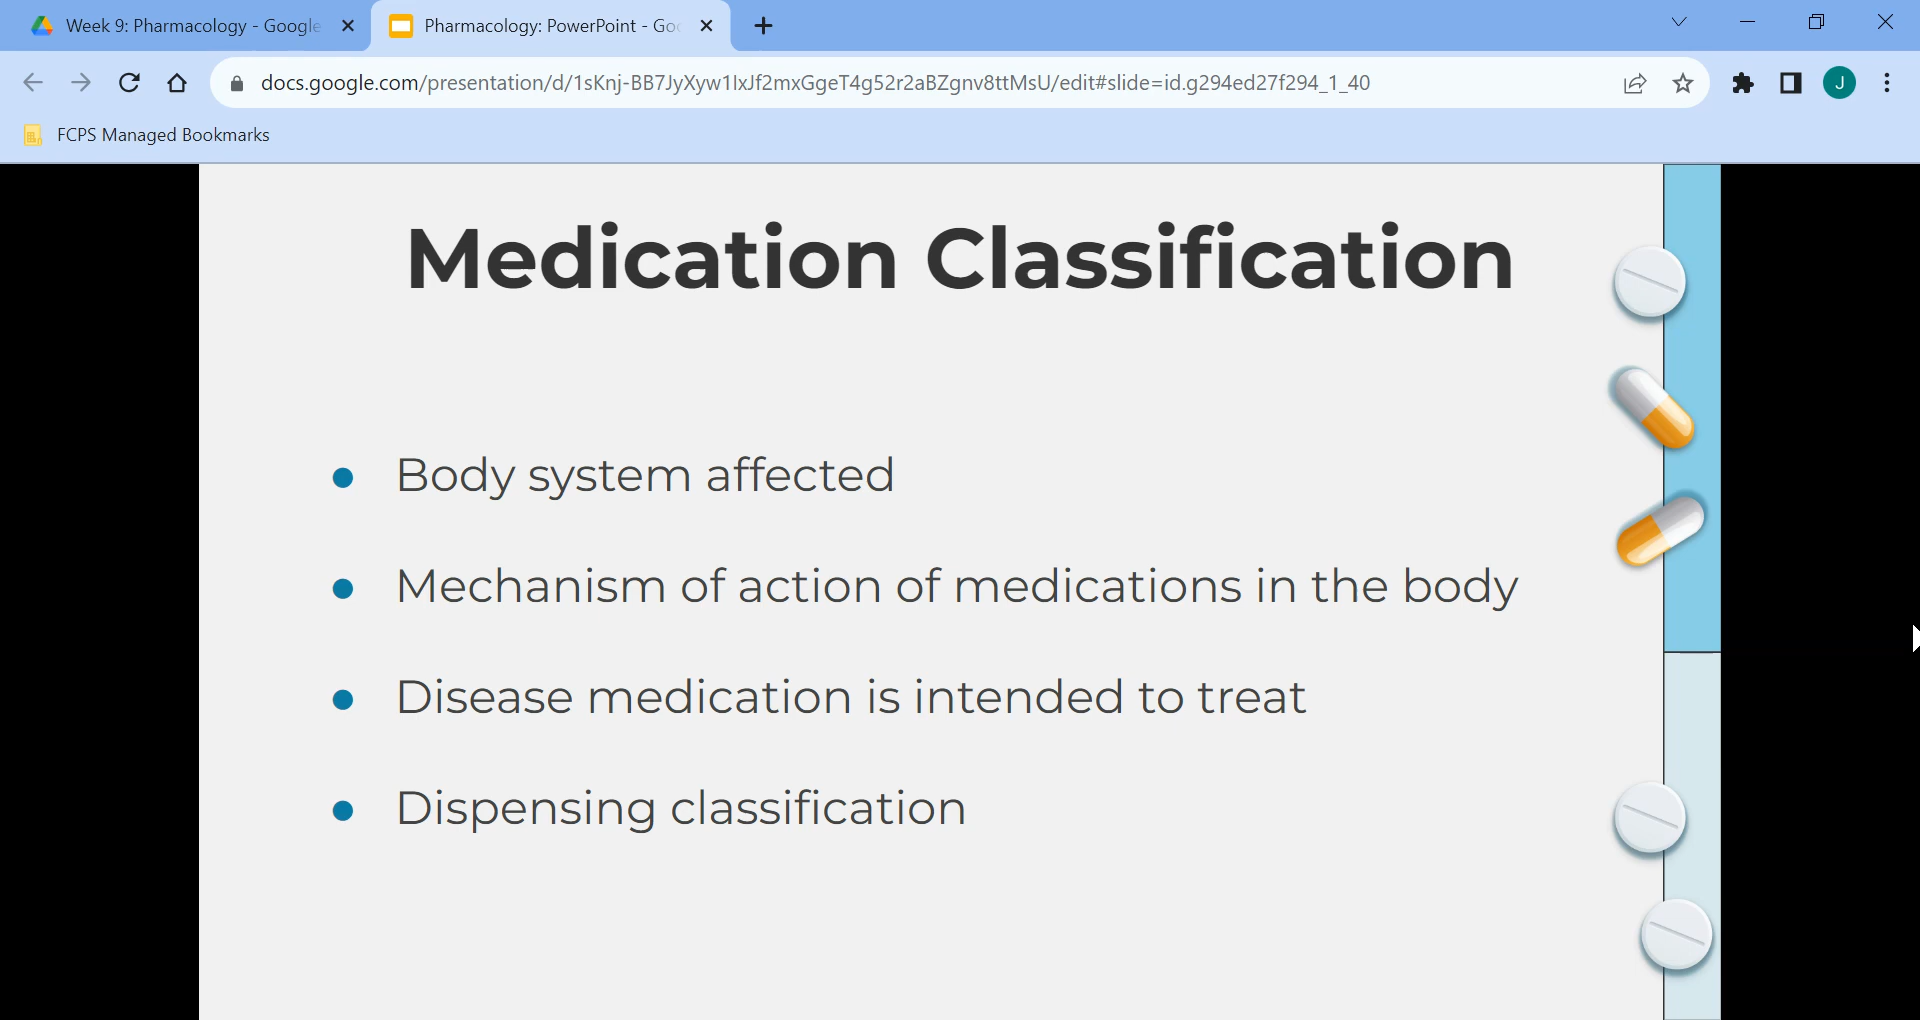 Week 9: Pharmacology - Google
Pharmacology: PowerPoint - Goo
docs.google.com/presentation/d/1sKnj-BB7JyXyw1IxJf2mxGgeT4g52r2aBZgnv8ttMsU/edit#slide=id.g294ed27f294_1_40
J
FCPS Managed Bookmarks
Medication Classification
● Body system affected
● Mechanism of action of medications in the body
● Disease medication is intended to treat
● Dispensing classification